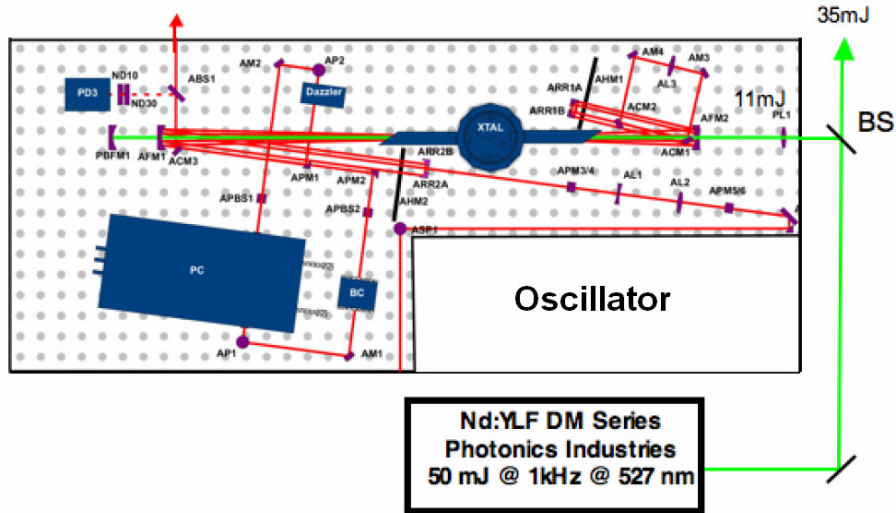 35mJ
AM2
AP2
AM4
AM3
AHM1
ND10
ABS1
AL3
ARR1A
PD3
Dazzler
ND30
ACM2
11mJ
ARR1B
AFM2
PL1
BS
XTAL
PBFM1
AFM1
ACM3
ARR2B
ACM1
APM1
APM2
ARR2A
APM3/4
AL1
AL2
APM5/6
APBS1
APBS2
AHM2
A
ASP1
PC
BC
Oscillator
AP1
AM1
Nd:YLF DM Series
Photonics Industries
50 mJ @ 1kHz @ 527 nm